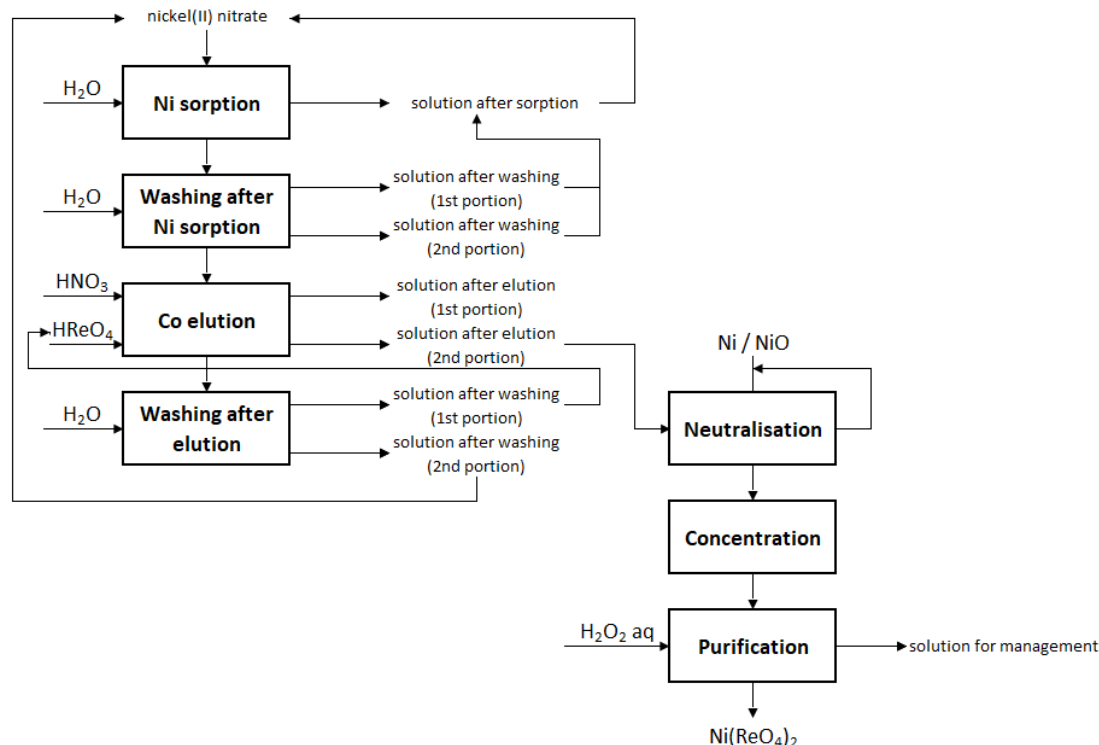 nickel(II) nitrate
H₂O
Ni sorption
solution after sorption
H₂O
Washing after
Ni sorption
solution after washing
(1st portion)
solution after washing
(2nd portion)
HNO₃
HReO₄
Co elution
solution after elution
(1st portion)
solution after elution
(2nd portion)
H₂O
Washing after
elution
solution after washing
(1st portion)
solution after washing
(2nd portion)
Ni / NiO
Neutralisation
Concentration
H₂O₂ aq
Purification
solution for management
Ni(ReO₄)₂